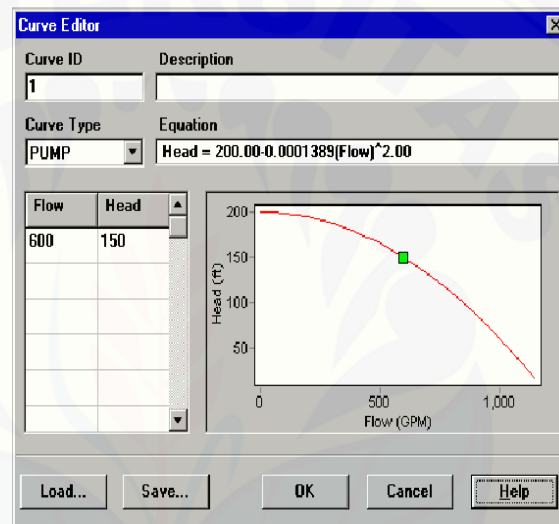 Curve Editor
Curve ID Description
1
Curve Type Equation
PUMP Head = 200.00-0.0001389(Flow)^2.00
Flow Head
600 150
200
150
100
50
Head (ft)
0 500 1,000
Flow (GPM)
Load... Save... OK Cancel Help